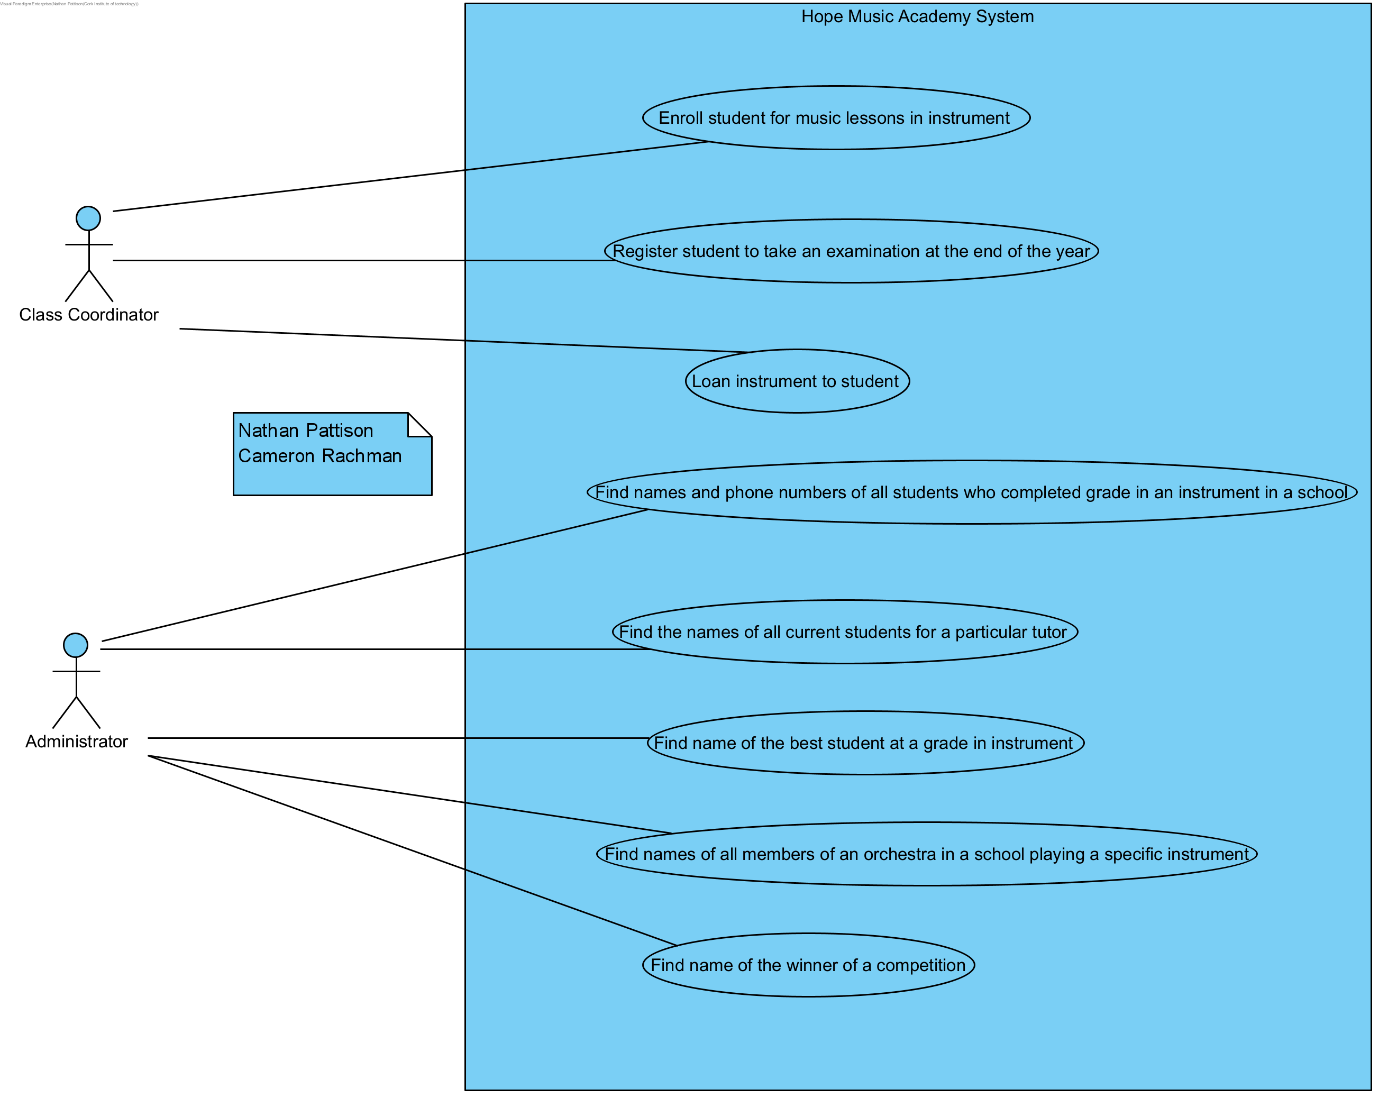 Hope Music Academy System
Enroll student for music lessons in instrument
Register student to take an examination at the end of the year
Class Coordinator
Loan instrument to student
Nathan Pattison
Cameron Rachman
Find names and phone numbers of all students who completed grade in an instrument in a school
Find the names of all current students for a particular tutor
Administrator
Find name of the best student at a grade in instrument
Find names of all members of an orchestra in a school playing a specific instrument
Find name of the winner of a competition